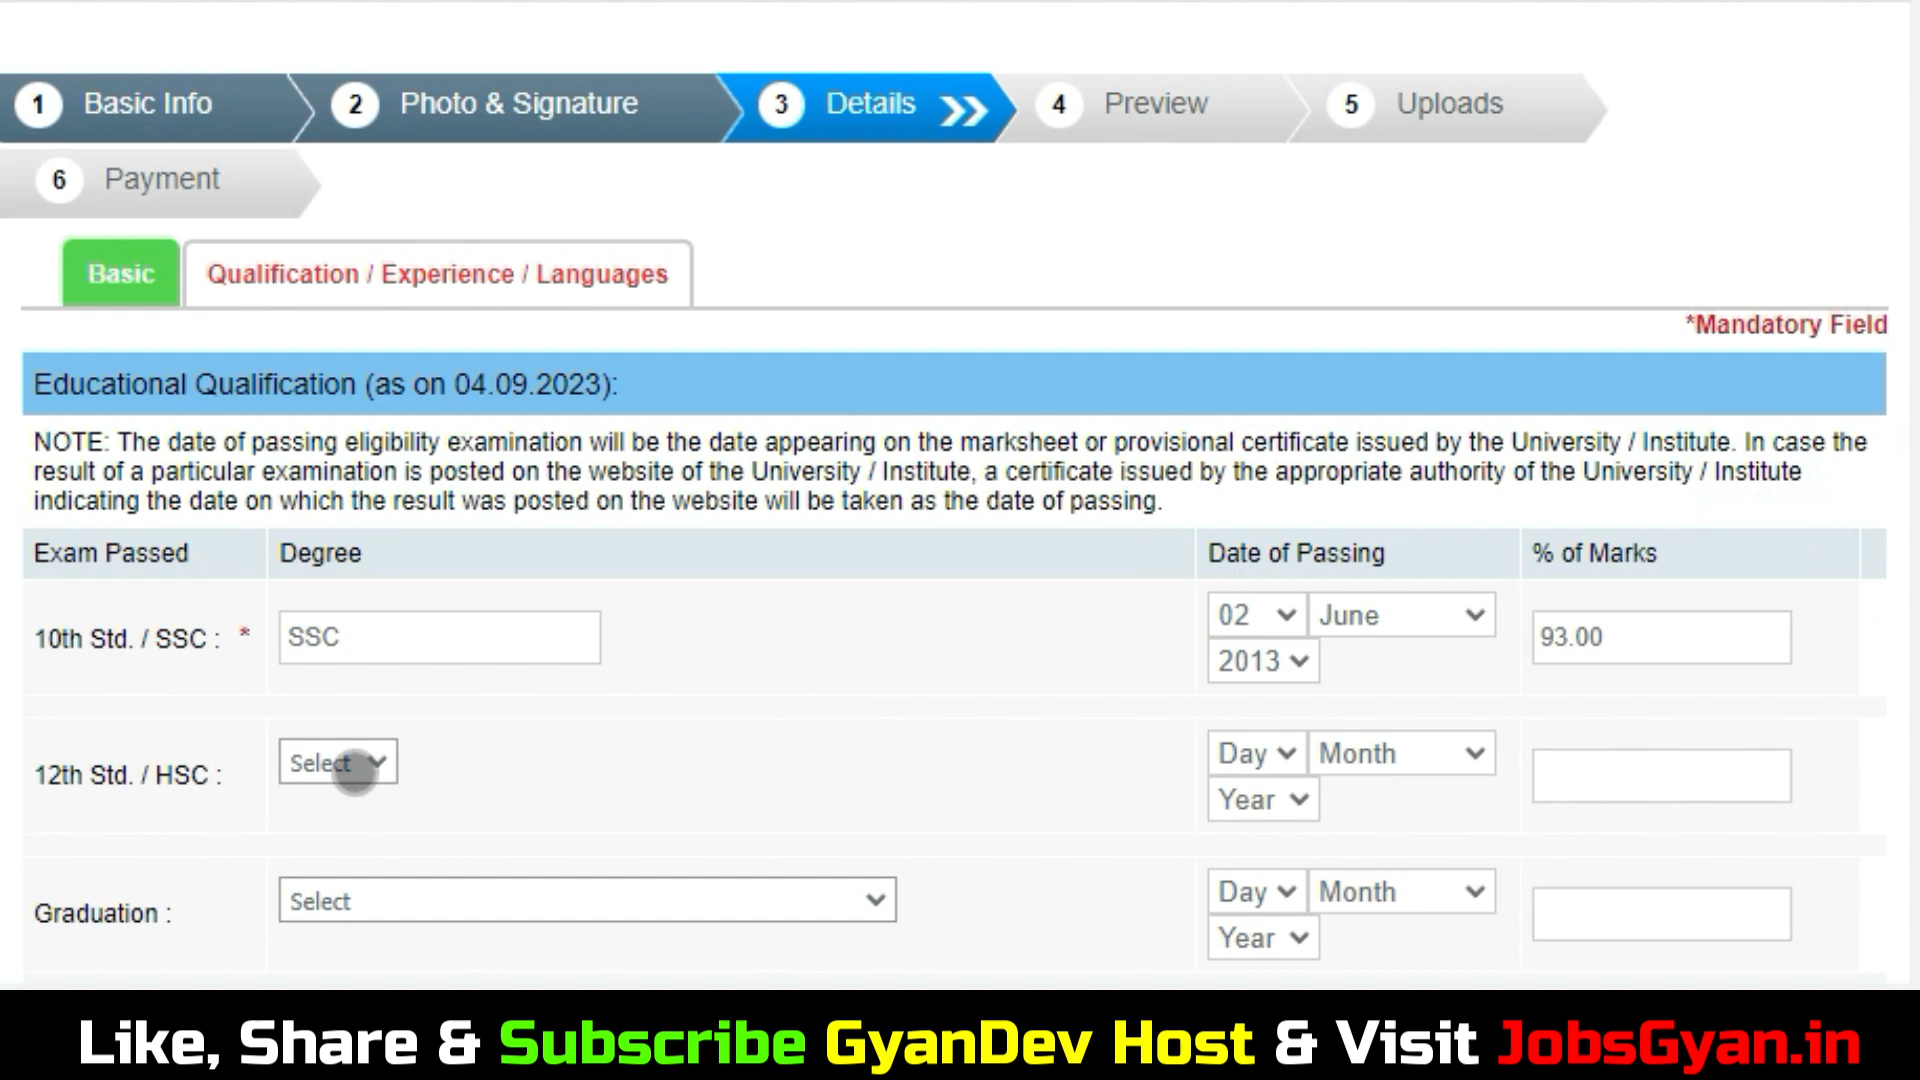 1 Basic Info 2 Photo & Signature 3 Details 4 Preview 5 Uploads
6 Payment
Basic Qualification / Experience / Languages
*Mandatory Field
Educational Qualification (as on 04.09.2023):
NOTE: The date of passing eligibility examination will be the date appearing on the marksheet or provisional certificate issued by the University / Institute. In case the
result of a particular examination is posted on the website of the University / Institute, a certificate issued by the appropriate authority of the University / Institute
indicating the date on which the result was posted on the website will be taken as the date of passing.
Exam Passed Degree Date of Passing % of Marks
10th Std. / SSC : * SSC 02 June 93.00
2013
12th Std. / HSC : Select Day Month
Year
Graduation : Select Day Month
Year
Like, Share & Subscribe GyanDev Host & Visit JobsGyan.in